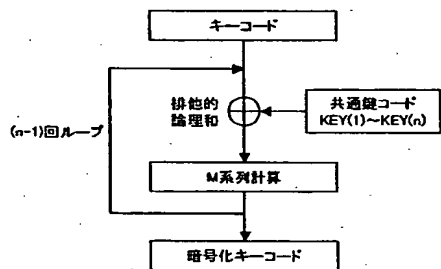 キーコード
排他的
論理和
共通鍵コード
KEY(1)～KEY(n)
(n-1)回ループ
M系列計算
暗号化キーコード